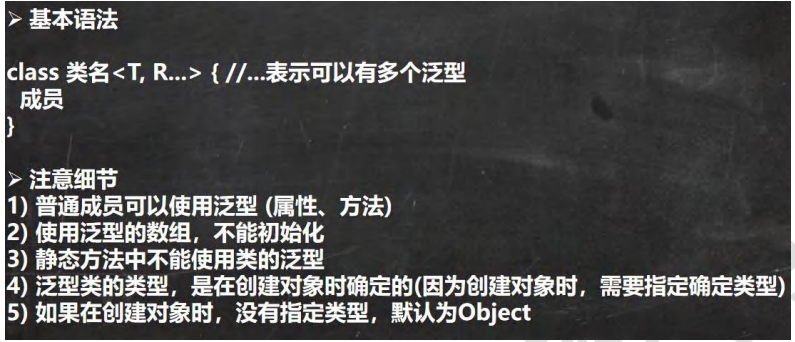 ➢ 基本语法
class 类名<T, R...> { //...表示可以有多个泛型
成员
}
➢ 注意细节
1) 普通成员可以使用泛型 (属性、方法)
2) 使用泛型的数组，不能初始化
3) 静态方法中不能使用类的泛型
4) 泛型类的类型，是在创建对象时确定的(因为创建对象时，需要指定确定类型)
5) 如果在创建对象时，没有指定类型，默认为Object